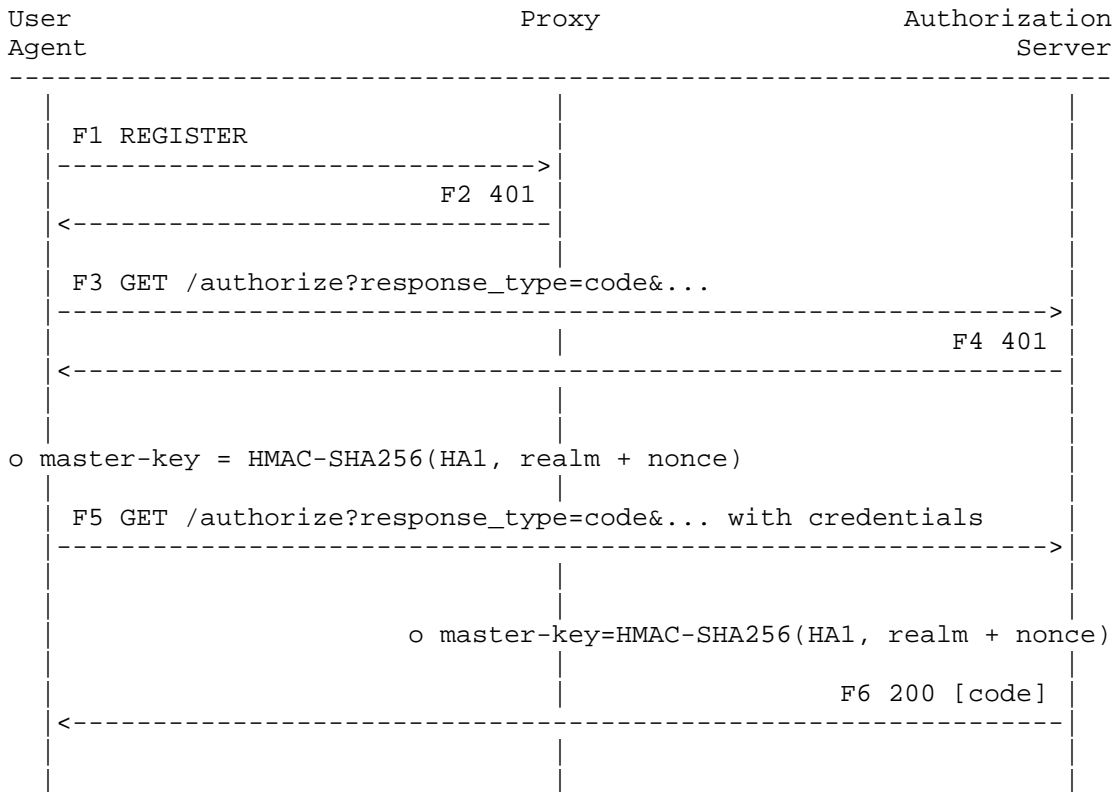 User Proxy Authorization
Agent Server
---------------------------------------------------------------------
F1 REGISTER
------------------------------>
F2 401
<------------------------------
F3 GET /authorize?response_type=code&...
-------------------------------------------------------------->
F4 401
<--------------------------------------------------------------
o master-key = HMAC-SHA256(HA1, realm + nonce)
F5 GET /authorize?response_type=code&... with credentials
-------------------------------------------------------------->
o master-key=HMAC-SHA256(HA1, realm + nonce)
F6 200 [code]
<--------------------------------------------------------------